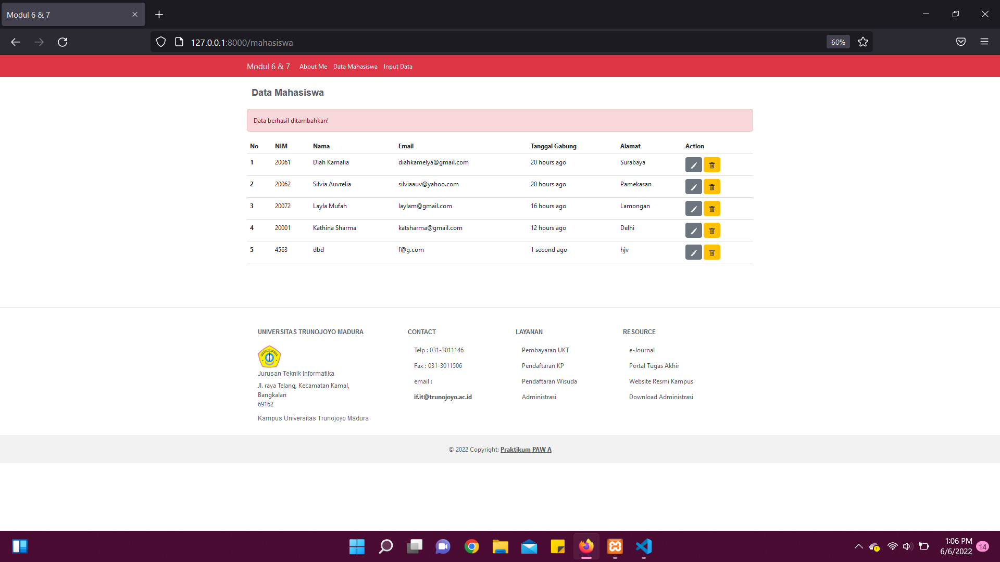 Modul 6 & 7
127.0.0.1:8000/mahasiswa
60%
Modul 6 & 7 About Me Data Mahasiswa Input Data
Data Mahasiswa
Data berhasil ditambahkan!
No NIM Nama Email Tanggal Gabung Alamat Action
1 20061 Diah Kamalia diahkamelya@gmail.com 20 hours ago Surabaya
2 20062 Silvia Auvrelia silviaauv@yahoo.com 20 hours ago Pamekasan
3 20072 Layla Mufah laylam@gmail.com 16 hours ago Lamongan
4 20001 Kathina Sharma katsharma@gmail.com 12 hours ago Delhi
5 4563 dbd f@g.com 1 second ago hjv
UNIVERSITAS TRUNOJOYO MADURA
Jurusan Teknik Informatika
Jl. raya Telang, Kecamatan Kamal,
Bangkalan
69162
Kampus Universitas Trunojoyo Madura
CONTACT
Telp : 031-3011146
Fax : 031-3011506
email :
if.it@trunojoyo.ac.id
LAYANAN
Pembayaran UKT
Pendaftaran KP
Pendaftaran Wisuda
Administrasi
RESOURCE
e-Journal
Portal Tugas Akhir
Website Resmi Kampus
Download Administrasi
© 2022 Copyright: Praktikum PAW A
1:06 PM
6/6/2022
14